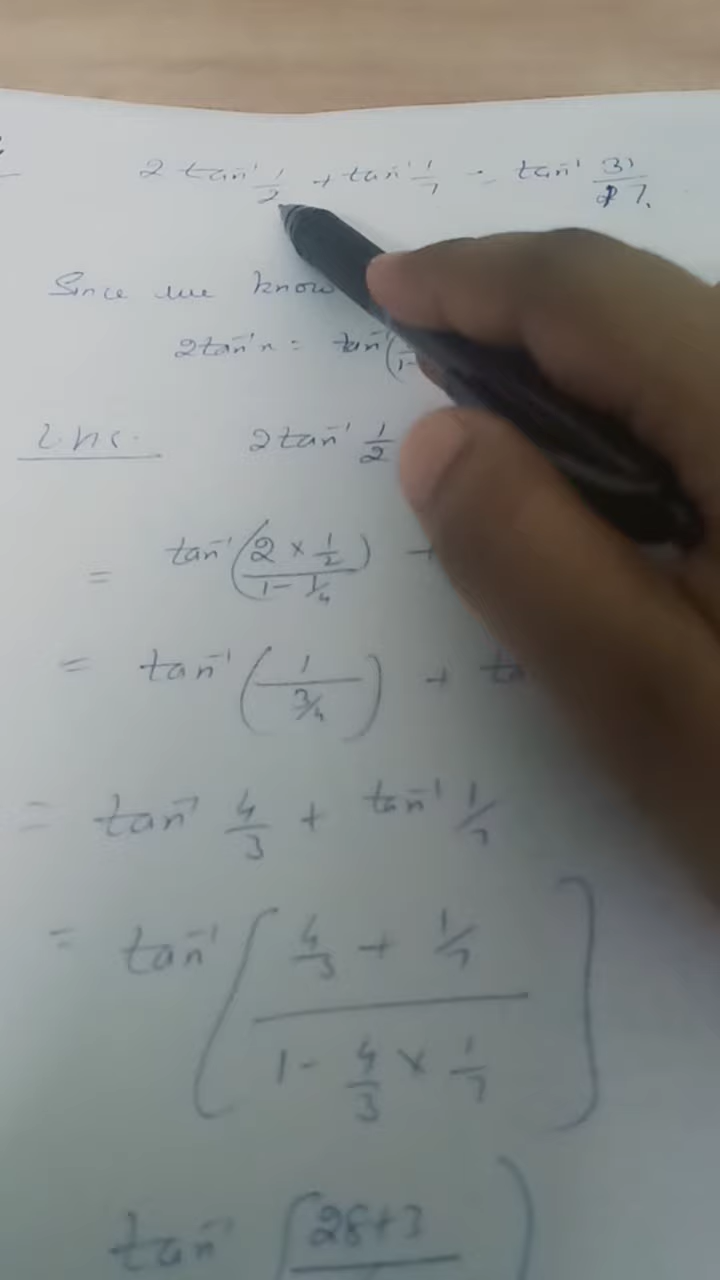 2 tan⁻¹ 1/2 + tan⁻¹ 1/7 = tan⁻¹ 31/17.
Since we know
2tan⁻¹x = tan⁻¹(
L.H.S. 2tan⁻¹ 1/2
= tan⁻¹(2 × 1/2 / 1 - 1/4) +
= tan⁻¹(1 / 3/4) +
= tan⁻¹ 4/3 + tan⁻¹ 1/7
= tan⁻¹[4/3 + 1/7 / 1 - 4/3 × 1/7]
tan⁻¹[28+3